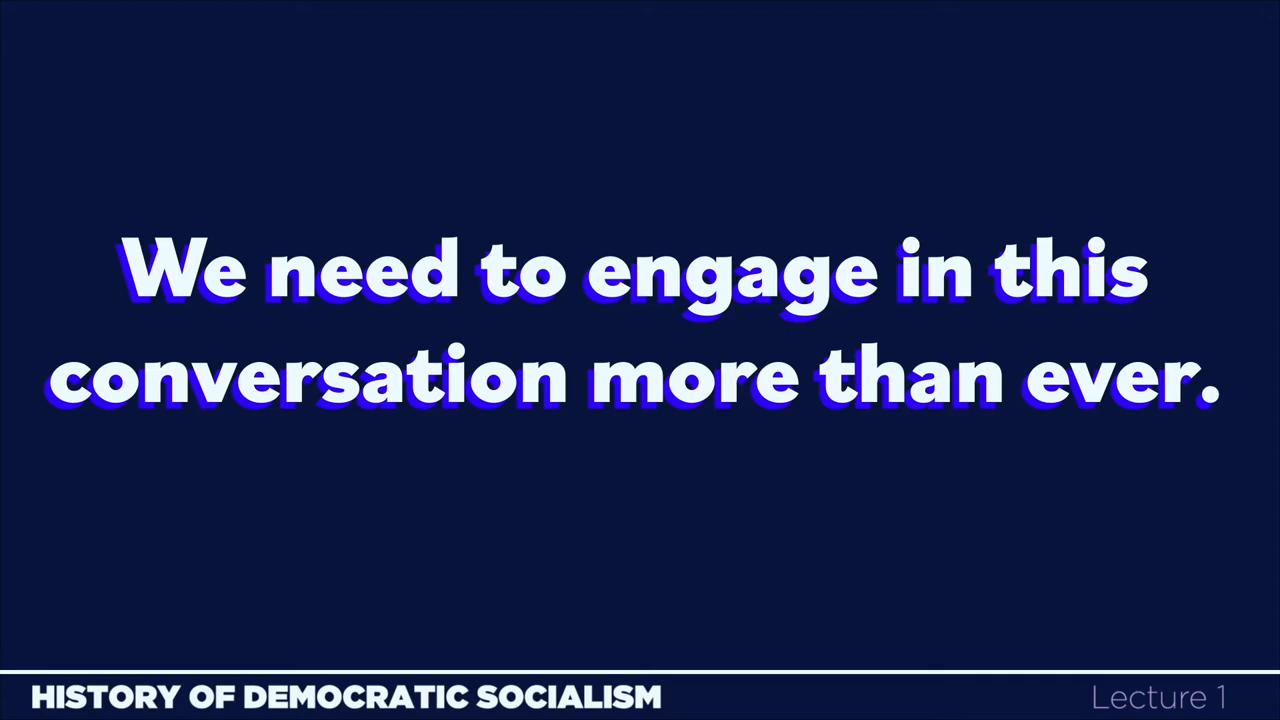 We need to engage in this
conversation more than ever.
HISTORY OF DEMOCRATIC SOCIALISM
Lecture 1